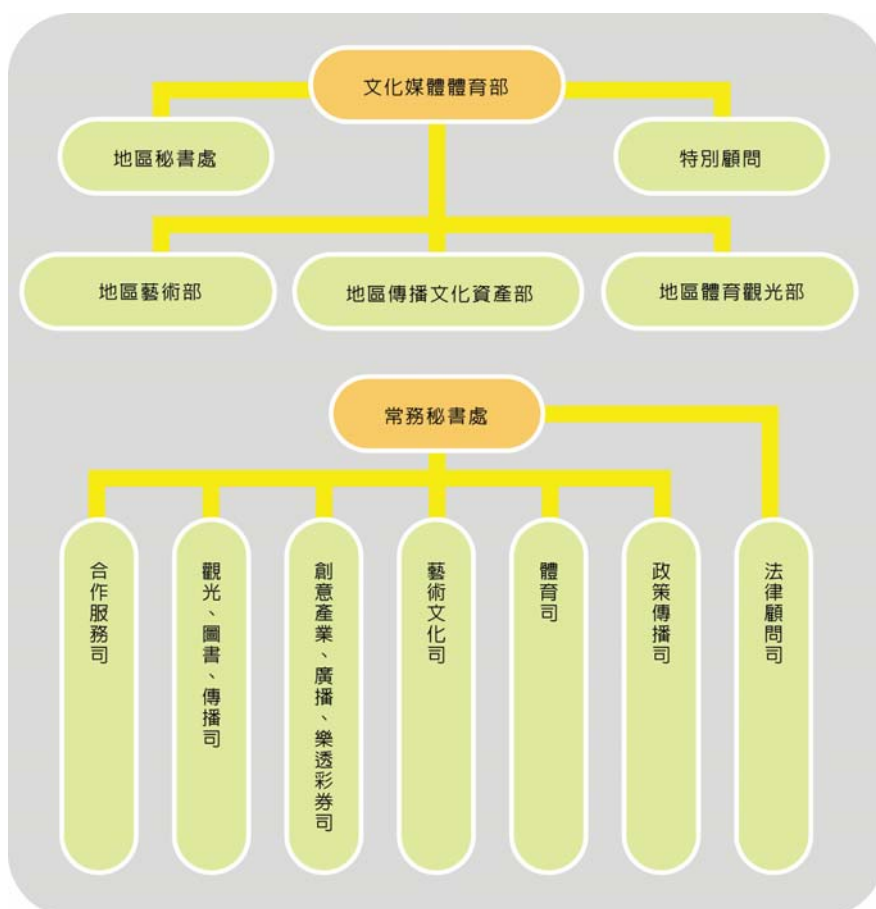 文化媒體體育部
地區秘書處
特別顧問
地區藝術部
地區傳播文化資產部
地區體育觀光部
常務秘書處
合作服務司
觀光、圖書、傳播司
創意產業、廣播、樂透彩券司
藝術文化司
體育司
政策傳播司
法律顧問司